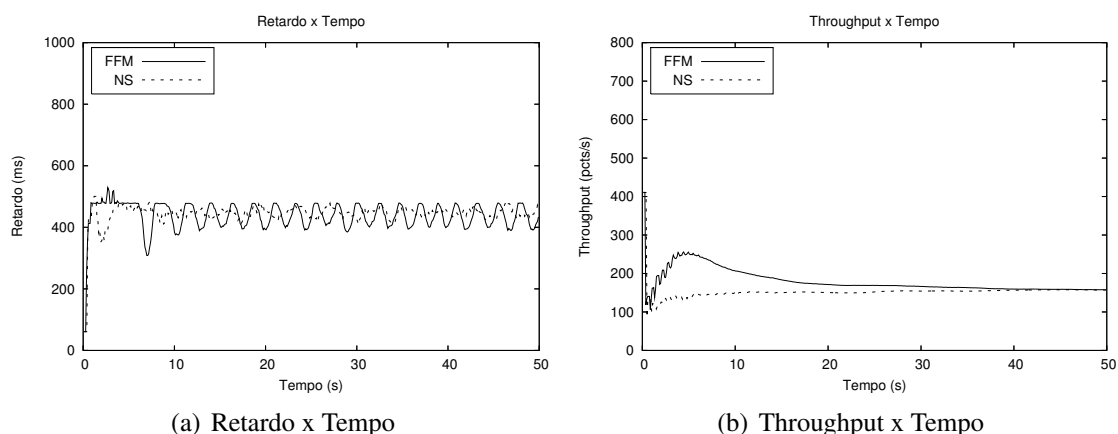 Retardo x Tempo
1000
800
600
400
200
0
0 10 20 30 40 50
Retardo (ms)
Tempo (s)
FFM
NS
(a) Retardo x Tempo
Throughput x Tempo
800
700
600
500
400
300
200
100
0
0 10 20 30 40 50
Throughput (pcts/s)
Tempo (s)
FFM
NS
(b) Throughput x Tempo